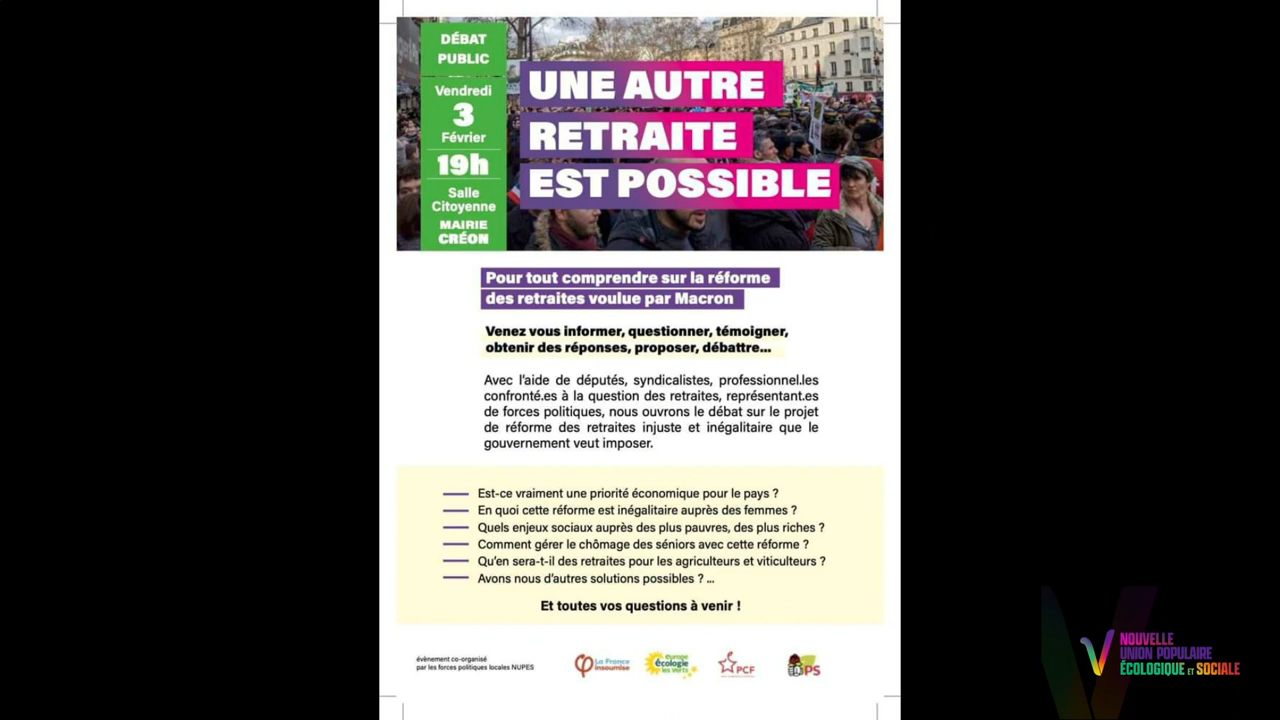 DÉBAT
PUBLIC
Vendredi
3
Février
19h
Salle
Citoyenne
MAIRIE
CRÉON
UNE AUTRE
RETRAITE
EST POSSIBLE
Pour tout comprendre sur la réforme
des retraites voulue par Macron
Venez vous informer, questionner, témoigner,
obtenir des réponses, proposer, débattre...
Avec l'aide de députés, syndicalistes, professionnel.les
confronté.es à la question des retraites, représentant.es
de forces politiques, nous ouvrons le débat sur le projet
de réforme des retraites injuste et inégalitaire que le
gouvernement veut imposer.
Est-ce vraiment une priorité économique pour le pays ?
En quoi cette réforme est inégalitaire auprès des femmes ?
Quels enjeux sociaux auprès des plus pauvres, des plus riches ?
Comment gérer le chômage des séniors avec cette réforme ?
Qu'en sera-t-il des retraites pour les agriculteurs et viticulteurs ?
Avons nous d'autres solutions possibles ? ...
Et toutes vos questions à venir !
évènement co-organisé
par les forces politiques locales NUPES
La France
insoumise
europe
écologie
les verts
PCF
PS
NOUVELLE
UNION POPULAIRE
ÉCOLOGIQUE ET SOCIALE